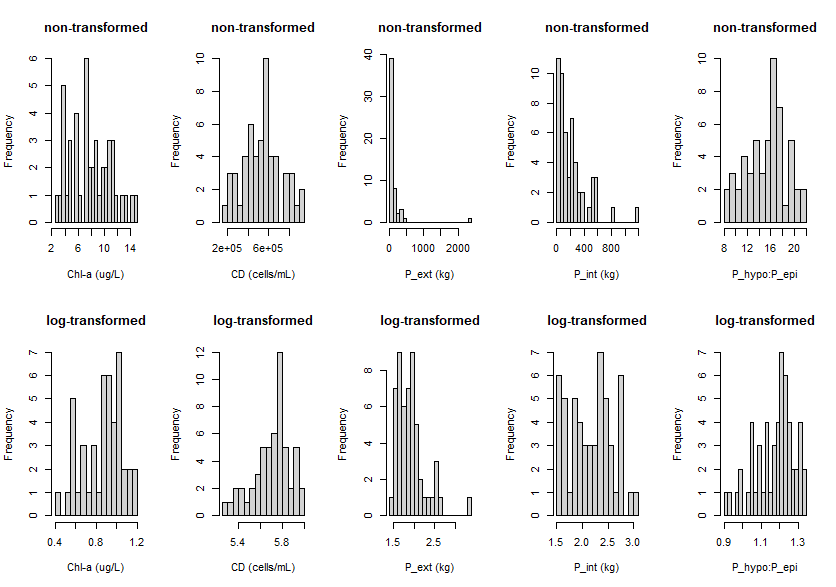 non-transformed non-transformed non-transformed non-transformed non-transformed
Frequency
0 1 2 3 4 5 6
2 6 10 14
Chl-a (ug/L)
Frequency
0 2 4 6 8 10
2e+05 6e+05
CD (cells/mL)
Frequency
0 10 20 30 40
0 1000 2000
P_ext (kg)
Frequency
0 2 4 6 8 10
0 400 800
P_int (kg)
Frequency
0 2 4 6 8 10
8 12 16 20
P_hypo:P_epi
log-transformed log-transformed log-transformed log-transformed log-transformed
Frequency
0 1 2 3 4 5 6 7
0.4 0.8 1.2
Chl-a (ug/L)
Frequency
0 2 4 6 8 10 12
5.4 5.8
CD (cells/mL)
Frequency
0 2 4 6 8
1.5 2.5
P_ext (kg)
Frequency
0 1 2 3 4 5 6 7
1.5 2.0 2.5 3.0
P_int (kg)
Frequency
0 1 2 3 4 5 6 7
0.9 1.1 1.3
P_hypo:P_epi